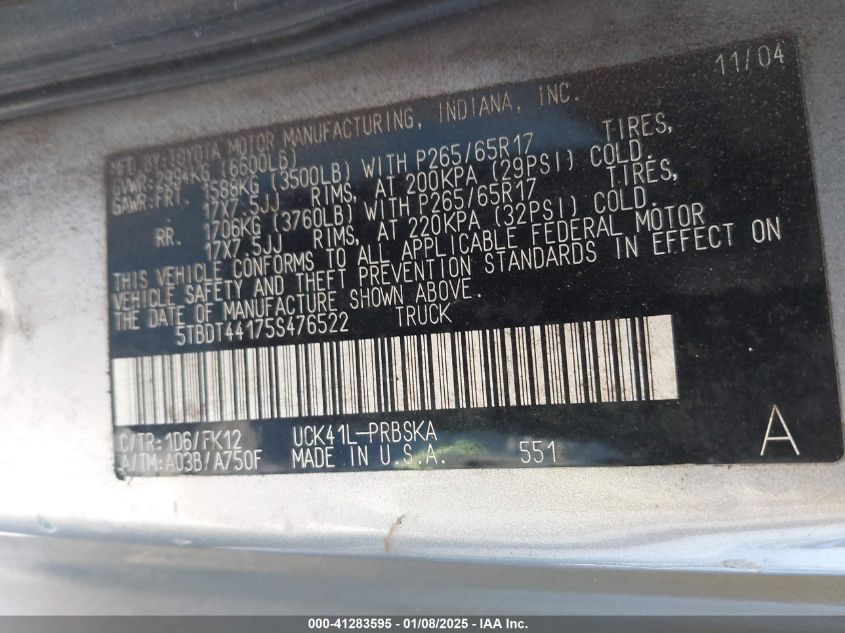 11/04
MFD BY:TOYOTA MOTOR MANUFACTURING, INDIANA, INC.
GVWR:2994KG (6600LB)
GAWR:FRT. 1588KG (3500LB) WITH P265/65R17 TIRES,
17X7.5JJ RIMS, AT 200KPA (29PSI) COLD.
RR. 1706KG (3760LB) WITH P265/65R17 TIRES,
17X7.5JJ RIMS, AT 220KPA (32PSI) COLD.
THIS VEHICLE CONFORMS TO ALL APPLICABLE FEDERAL MOTOR
VEHICLE SAFETY AND THEFT PREVENTION STANDARDS IN EFFECT ON
THE DATE OF MANUFACTURE SHOWN ABOVE.
5TBDT44175S476522 TRUCK
C/TR:1D6/FK12 UCK41L-PRBSKA
A/TM:A03B/A750F MADE IN U.S.A. 551
A
000-41283595 — 01/08/2025 — IAA Inc.